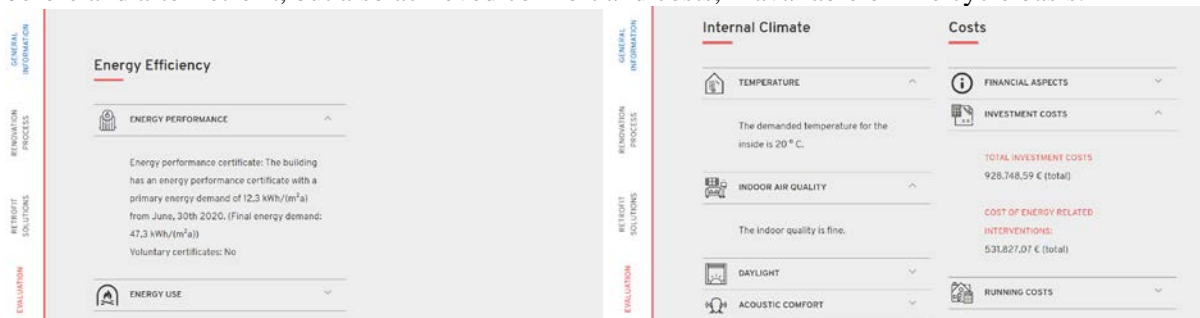 GENERAL
INFORMATION
RENOVATION
PROCESS
RETROFIT
SOLUTIONS
EVALUATION
Energy Efficiency
ENERGY PERFORMANCE
Energy performance certificate: The building
has an energy performance certificate with a
primary energy demand of 12,3 kWh/(m²a)
from June, 30th 2020. (Final energy demand:
47,3 kWh/(m²a))
Voluntary certificates: No
ENERGY USE
GENERAL
INFORMATION
RENOVATION
PROCESS
RETROFIT
SOLUTIONS
EVALUATION
Internal Climate
TEMPERATURE
The demanded temperature for the
inside is 20 ° C.
INDOOR AIR QUALITY
The indoor quality is fine.
DAYLIGHT
ACOUSTIC COMFORT
Costs
FINANCIAL ASPECTS
INVESTMENT COSTS
TOTAL INVESTMENT COSTS
928.748,59 € (total)
COST OF ENERGY RELATED
INTERVENTIONS:
531.827,07 € (total)
RUNNING COSTS